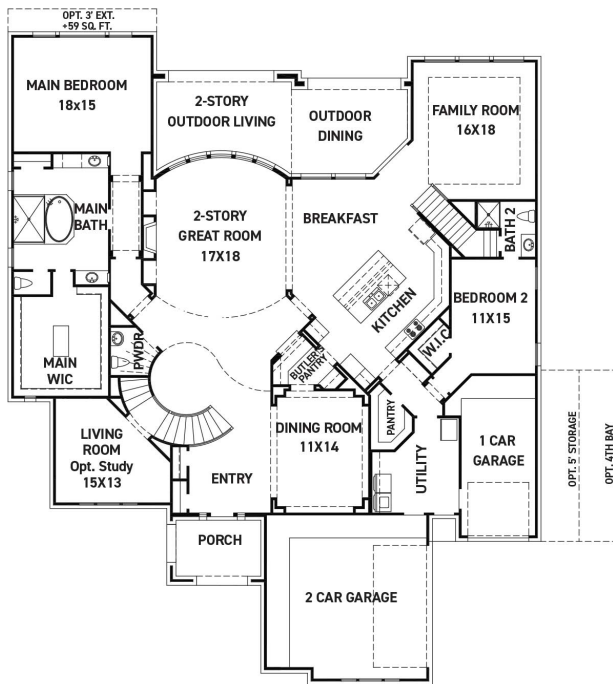 OPT. 3' EXT.
+59 SQ. FT.
MAIN BEDROOM
18x15
2-STORY
OUTDOOR LIVING
OUTDOOR
DINING
FAMILY ROOM
16X18
MAIN
BATH
2-STORY
GREAT ROOM
17X18
BREAKFAST
BATH 2
KITCHEN
BEDROOM 2
11X15
W.I.C
PWDR
MAIN
WIC
BUTLER'S
PANTRY
LIVING
ROOM
Opt. Study
15X13
DINING ROOM
11X14
PANTRY
1 CAR
GARAGE
OPT. 5' STORAGE
OPT. 4TH BAY
ENTRY
UTILITY
PORCH
2 CAR GARAGE